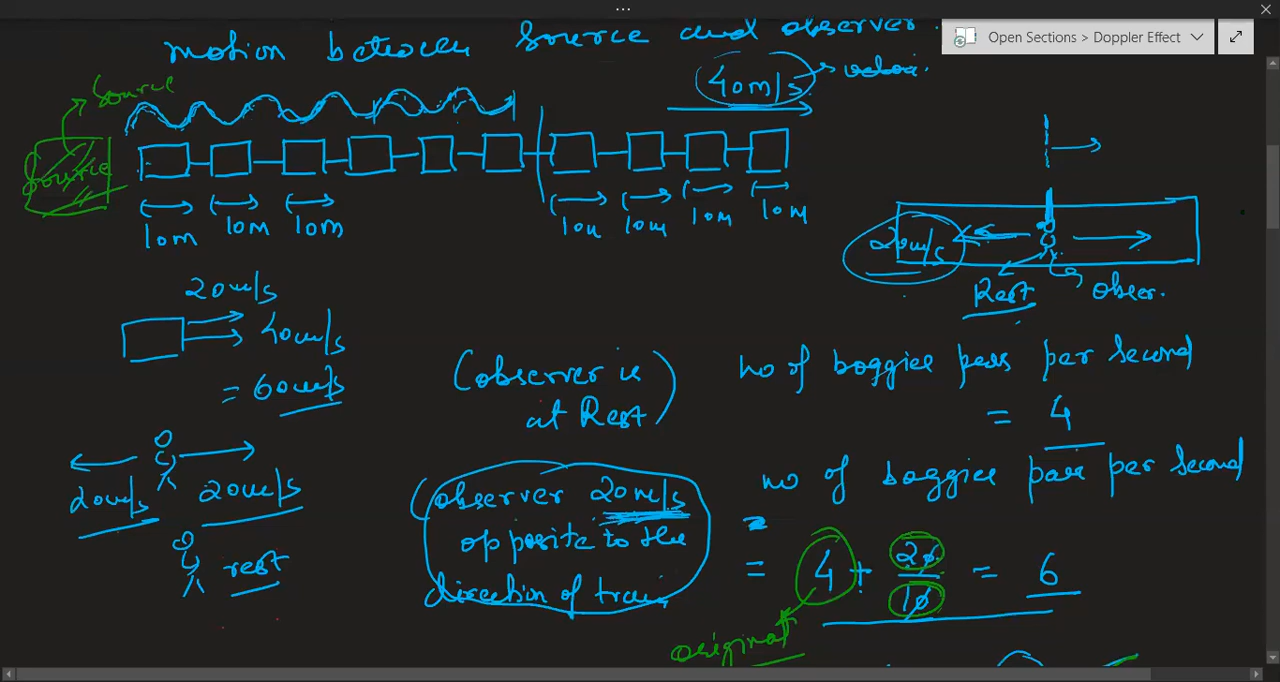 ...
motion between source and observer.
Open Sections > Doppler Effect
source
40m/s
source
10m 10m 10m 10m 10m 10m 10m
20m/s
Rest obser.
20m/s
40m/s
= 60m/s
(observer is
at Rest)
no of boggies pass per second
= 4
20m/s 20m/s
rest
(observer 20m/s
opposite to the
direction of train
no of boggies pass per second
= 4 + 20/10 = 6
original